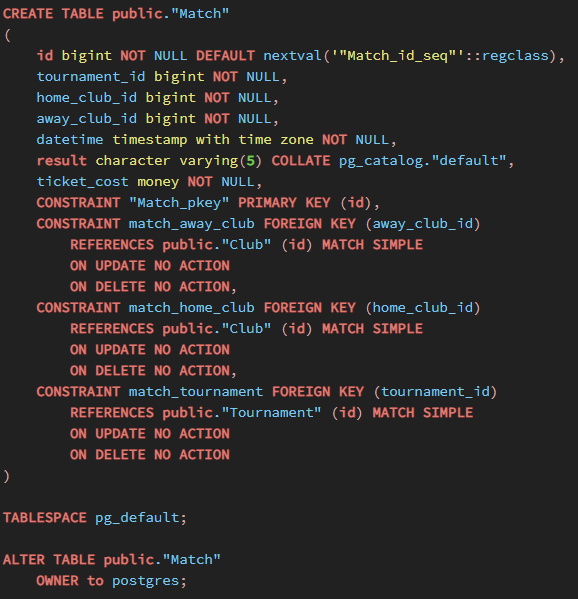 CREATE TABLE public."Match"
(
    id bigint NOT NULL DEFAULT nextval('"Match_id_seq"'::regclass),
    tournament_id bigint NOT NULL,
    home_club_id bigint NOT NULL,
    away_club_id bigint NOT NULL,
    datetime timestamp with time zone NOT NULL,
    result character varying(5) COLLATE pg_catalog."default",
    ticket_cost money NOT NULL,
    CONSTRAINT "Match_pkey" PRIMARY KEY (id),
    CONSTRAINT match_away_club FOREIGN KEY (away_club_id)
        REFERENCES public."Club" (id) MATCH SIMPLE
        ON UPDATE NO ACTION
        ON DELETE NO ACTION,
    CONSTRAINT match_home_club FOREIGN KEY (home_club_id)
        REFERENCES public."Club" (id) MATCH SIMPLE
        ON UPDATE NO ACTION
        ON DELETE NO ACTION,
    CONSTRAINT match_tournament FOREIGN KEY (tournament_id)
        REFERENCES public."Tournament" (id) MATCH SIMPLE
        ON UPDATE NO ACTION
        ON DELETE NO ACTION
)
TABLESPACE pg_default;
ALTER TABLE public."Match"
    OWNER to postgres;